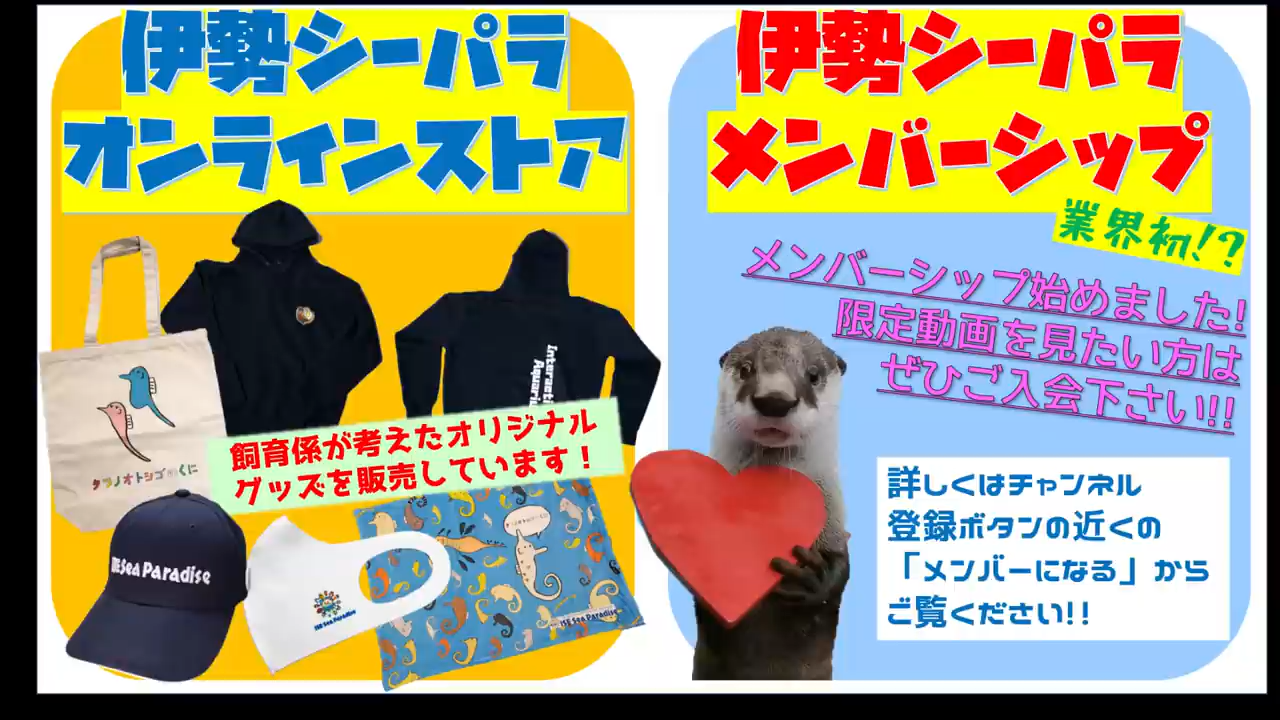 伊勢シーパラ
オンラインストア
Interacti
Aquari
タツノオトシゴ
くに
飼育係が考えたオリジナル
グッズを販売しています！
ISE Sea Paradise
ISE Sea Paradise
ISE Sea Paradise
伊勢シーパラ
メンバーシップ
業界初!?
メンバーシップ始めました!
限定動画を見たい方は
ぜひご入会下さい!!
詳しくはチャンネル
登録ボタンの近くの
「メンバーになる」から
ご覧ください!!